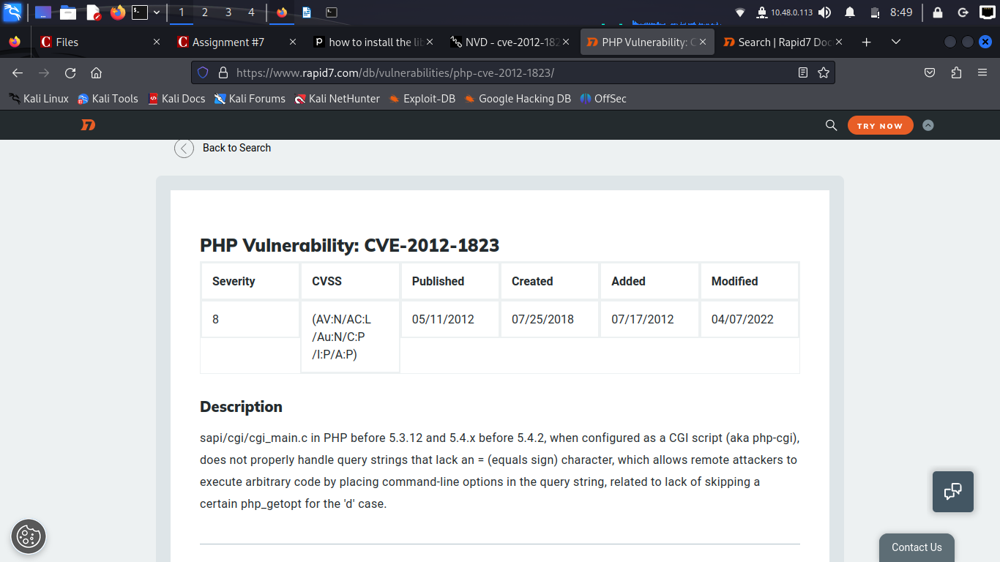 1 2 3 4 10.48.0.113 8:49
Files Assignment #7 how to install the lib NVD - cve-2012-182 PHP Vulnerability: C Search | Rapid7 Doc
https://www.rapid7.com/db/vulnerabilities/php-cve-2012-1823/
Kali Linux Kali Tools Kali Docs Kali Forums Kali NetHunter Exploit-DB Google Hacking DB OffSec
TRY NOW
Back to Search
PHP Vulnerability: CVE-2012-1823
Severity CVSS Published Created Added Modified
8 (AV:N/AC:L 05/11/2012 07/25/2018 07/17/2012 04/07/2022
/Au:N/C:P
/I:P/A:P)
Description
sapi/cgi/cgi_main.c in PHP before 5.3.12 and 5.4.x before 5.4.2, when configured as a CGI script (aka php-cgi),
does not properly handle query strings that lack an = (equals sign) character, which allows remote attackers to
execute arbitrary code by placing command-line options in the query string, related to lack of skipping a
certain php_getopt for the 'd' case.
Contact Us